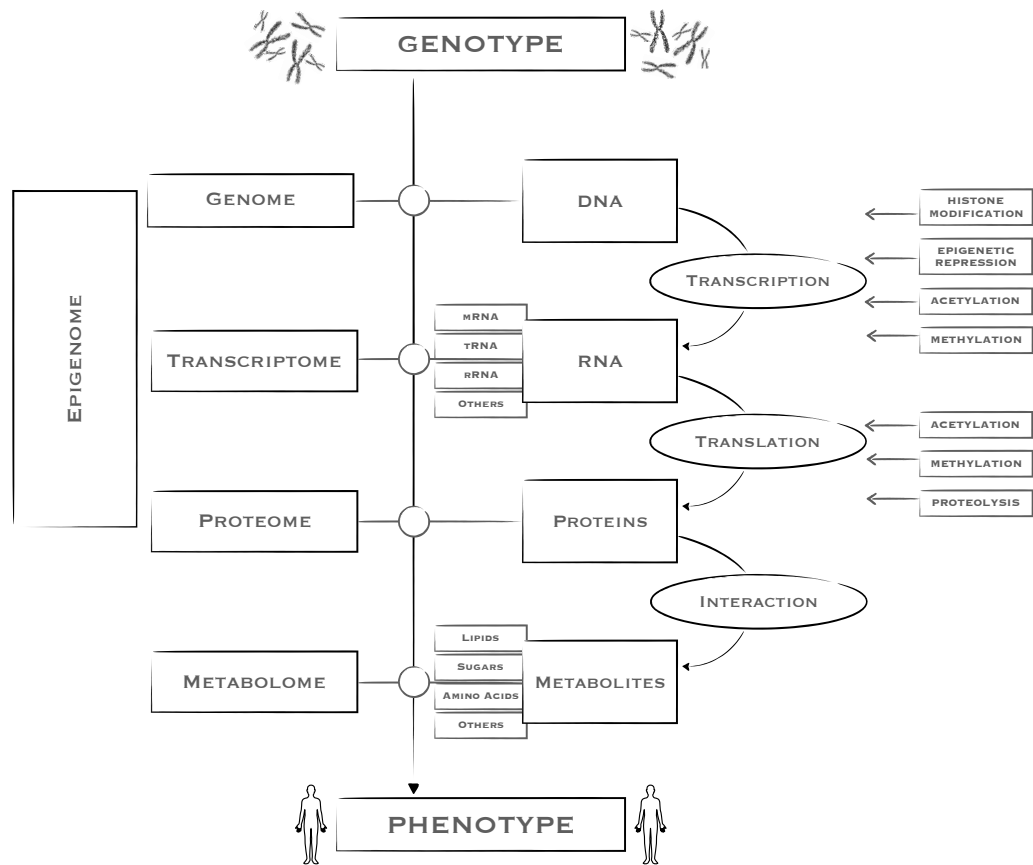 GENOTYPE
GENOME
DNA
HISTONE
MODIFICATION
EPIGENETIC
REPRESSION
TRANSCRIPTION
ACETYLATION
METHYLATION
EPIGENOME
TRANSCRIPTOME
mRNA
tRNA
rRNA
OTHERS
RNA
ACETYLATION
TRANSLATION
METHYLATION
PROTEOLYSIS
PROTEOME
PROTEINS
INTERACTION
METABOLOME
LIPIDS
SUGARS
AMINO ACIDS
OTHERS
METABOLITES
PHENOTYPE